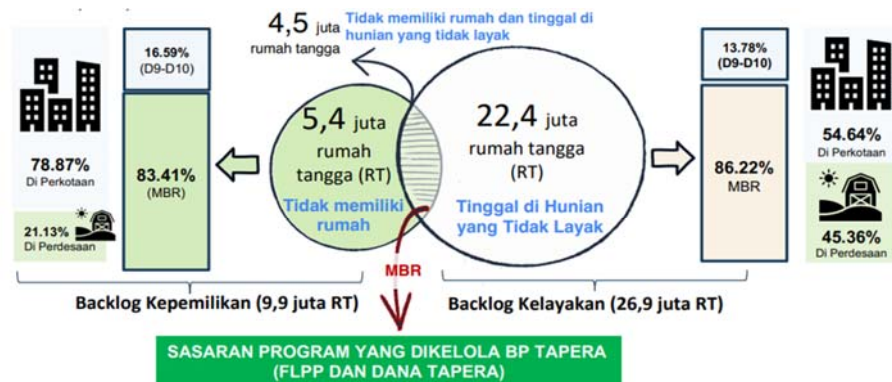 4,5 juta
rumah tangga
Tidak memiliki rumah dan tinggal di
hunian yang tidak layak
16.59%
(D9-D10)
83.41%
(MBR)
78.87%
Di Perkotaan
21.13%
Di Perdesaan
5,4 juta
rumah
tangga (RT)
Tidak memiliki
rumah
22,4 juta
rumah tangga
(RT)
Tinggal di Hunian
yang Tidak Layak
13.78%
(D9-D10)
86.22%
MBR
54.64%
Di Perkotaan
45.36%
Di Perdesaan
MBR
Backlog Kepemilikan (9,9 juta RT)
Backlog Kelayakan (26,9 juta RT)
SASARAN PROGRAM YANG DIKELOLA BP TAPERA
(FLPP DAN DANA TAPERA)